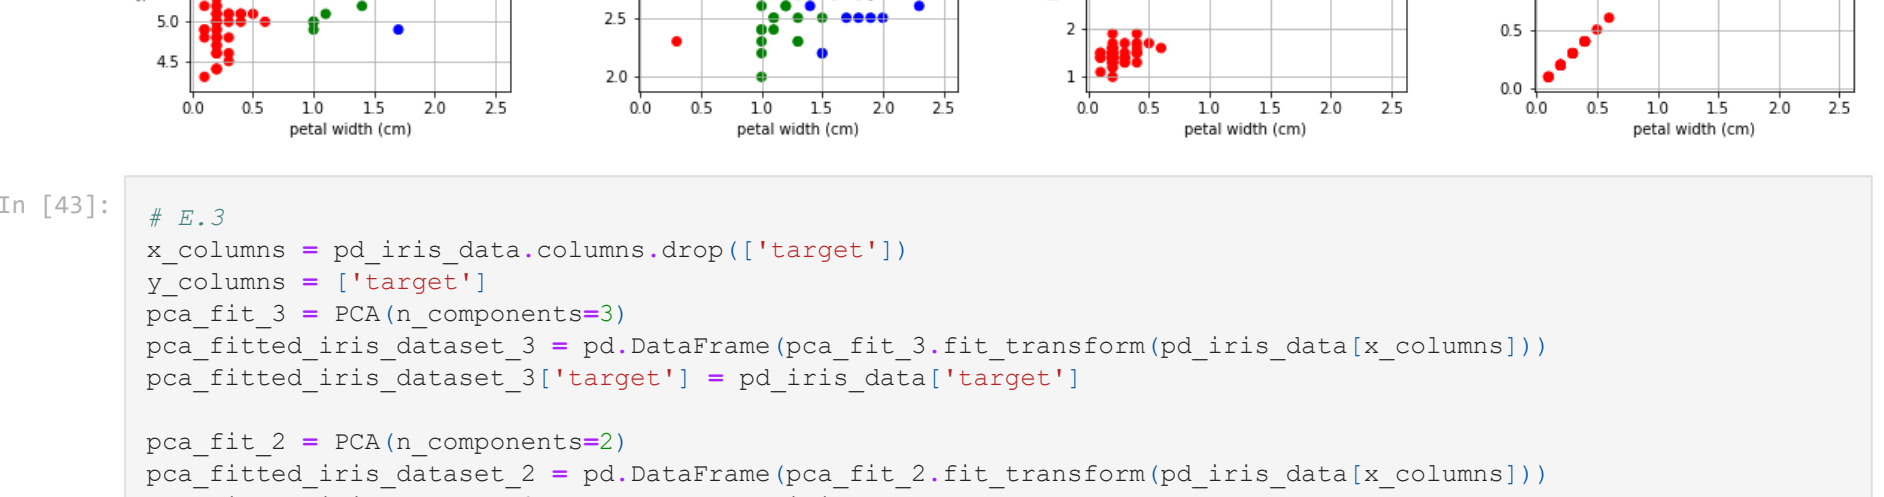 5.0
4.5
0.0 0.5 1.0 1.5 2.0 2.5
petal width (cm)
2.5
2.0
0.0 0.5 1.0 1.5 2.0 2.5
petal width (cm)
2
1
0.0 0.5 1.0 1.5 2.0 2.5
petal width (cm)
0.5
0.0
0.0 0.5 1.0 1.5 2.0 2.5
petal width (cm)
In [43]:
# E.3
x_columns = pd_iris_data.columns.drop(['target'])
y_columns = ['target']
pca_fit_3 = PCA(n_components=3)
pca_fitted_iris_dataset_3 = pd.DataFrame(pca_fit_3.fit_transform(pd_iris_data[x_columns]))
pca_fitted_iris_dataset_3['target'] = pd_iris_data['target']
pca_fit_2 = PCA(n_components=2)
pca_fitted_iris_dataset_2 = pd.DataFrame(pca_fit_2.fit_transform(pd_iris_data[x_columns]))